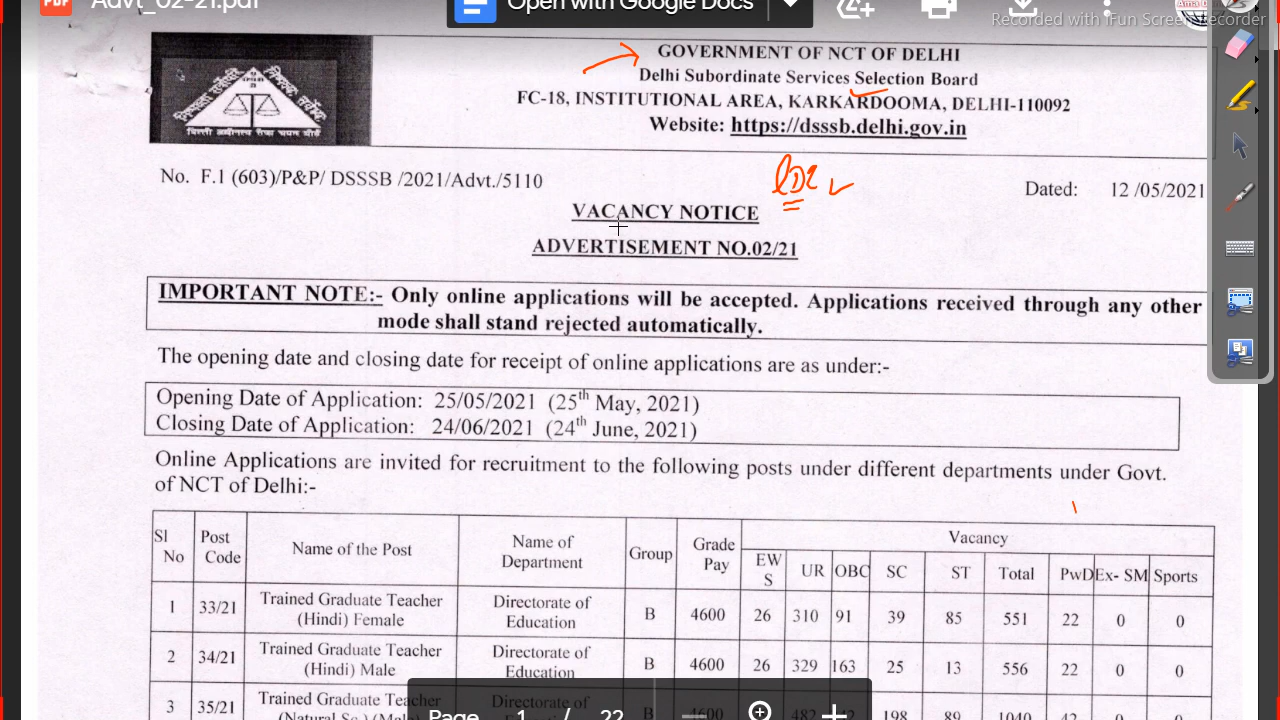 Advt_02-21.pdf
Open with Google Docs
Recorded with iFun Screen Recorder
GOVERNMENT OF NCT OF DELHI
Delhi Subordinate Services Selection Board
FC-18, INSTITUTIONAL AREA, KARKARDOOMA, DELHI-110092
Website: https://dsssb.delhi.gov.in
No. F.1 (603)/P&P/ DSSSB /2021/Advt./5110
Dated: 12 /05/2021
VACANCY NOTICE
ADVERTISEMENT NO.02/21
IMPORTANT NOTE:- Only online applications will be accepted. Applications received through any other
mode shall stand rejected automatically.
The opening date and closing date for receipt of online applications are as under:-
Opening Date of Application: 25/05/2021 (25th May, 2021)
Closing Date of Application: 24/06/2021 (24th June, 2021)
Online Applications are invited for recruitment to the following posts under different departments under Govt.
of NCT of Delhi:-
Sl No Post Code Name of the Post Name of Department Group Grade Pay Vacancy
EWS UR OBC SC ST Total PwD Ex- SM Sports
1 33/21 Trained Graduate Teacher (Hindi) Female Directorate of Education B 4600 26 310 91 39 85 551 22 0 0
2 34/21 Trained Graduate Teacher (Hindi) Male Directorate of Education B 4600 26 329 163 25 13 556 22 0 0
3 35/21 Trained Graduate Teacher Directorate of B 4600 198 89 1040
Page 1 / 22